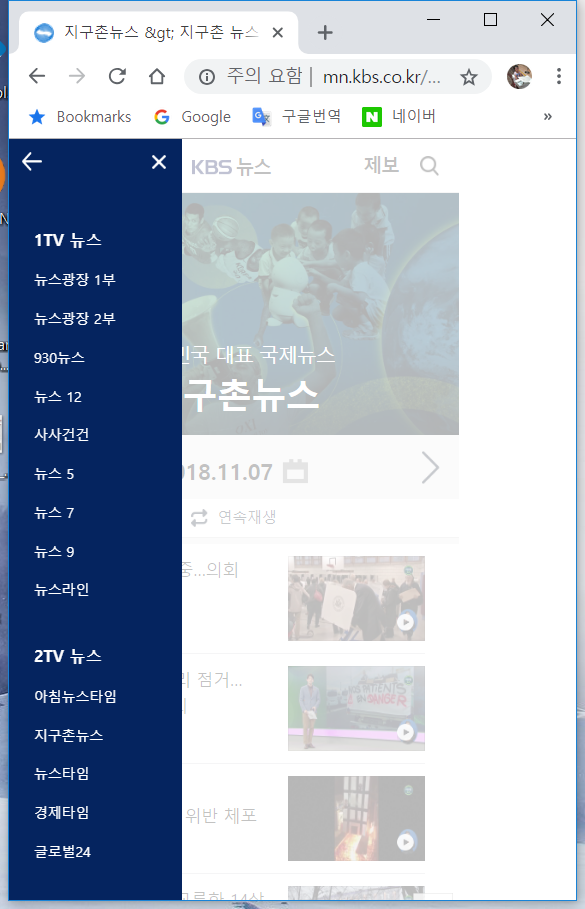 지구촌뉴스 &gt; 지구촌 뉴스
주의 요함 | mn.kbs.co.kr/...
Bookmarks
Google
구글번역
네이버
»
KBS 뉴스
제보
1TV 뉴스
뉴스광장 1부
뉴스광장 2부
930뉴스
뉴스 12
사사건건
뉴스 5
뉴스 7
뉴스 9
뉴스라인
2TV 뉴스
아침뉴스타임
지구촌뉴스
뉴스타임
경제타임
글로벌24
민국 대표 국제뉴스
구촌뉴스
018.11.07
연속재생
중...의회
리 점거...
위반 체포
PATIENTS
IN DANGER